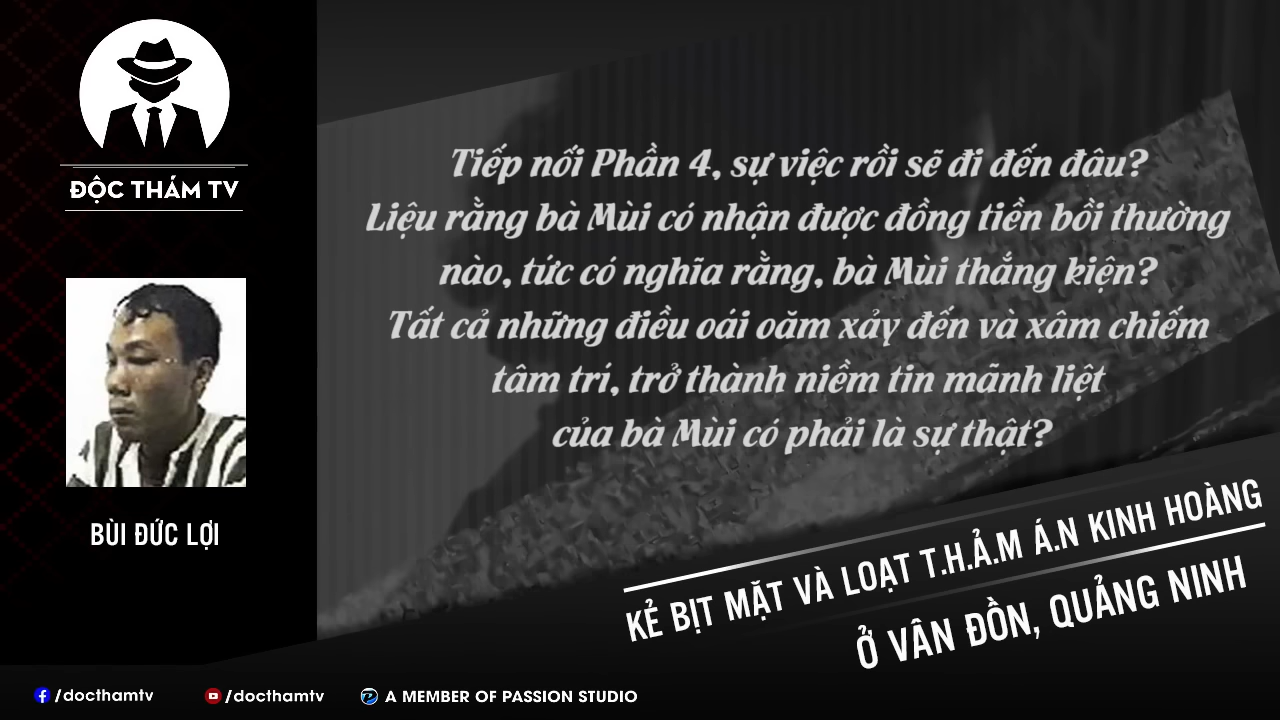 ĐỘC THÁM TV
BÙI ĐỨC LỢI
Tiếp nối Phần 4, sự việc rồi sẽ đi đến đâu?
Liệu rằng bà Mùi có nhận được đồng tiền bồi thường
nào, tức có nghĩa rằng, bà Mùi thắng kiện?
Tất cả những điều oái oăm xảy đến và xâm chiếm
tâm trí, trở thành niềm tin mãnh liệt
của bà Mùi có phải là sự thật?
KẺ BỊT MẶT VÀ LOẠT T.H.Ả.M Á.N KINH HOÀNG
Ở VÂN ĐỒN, QUẢNG NINH
/docthamtv
/docthamtv
A MEMBER OF PASSION STUDIO